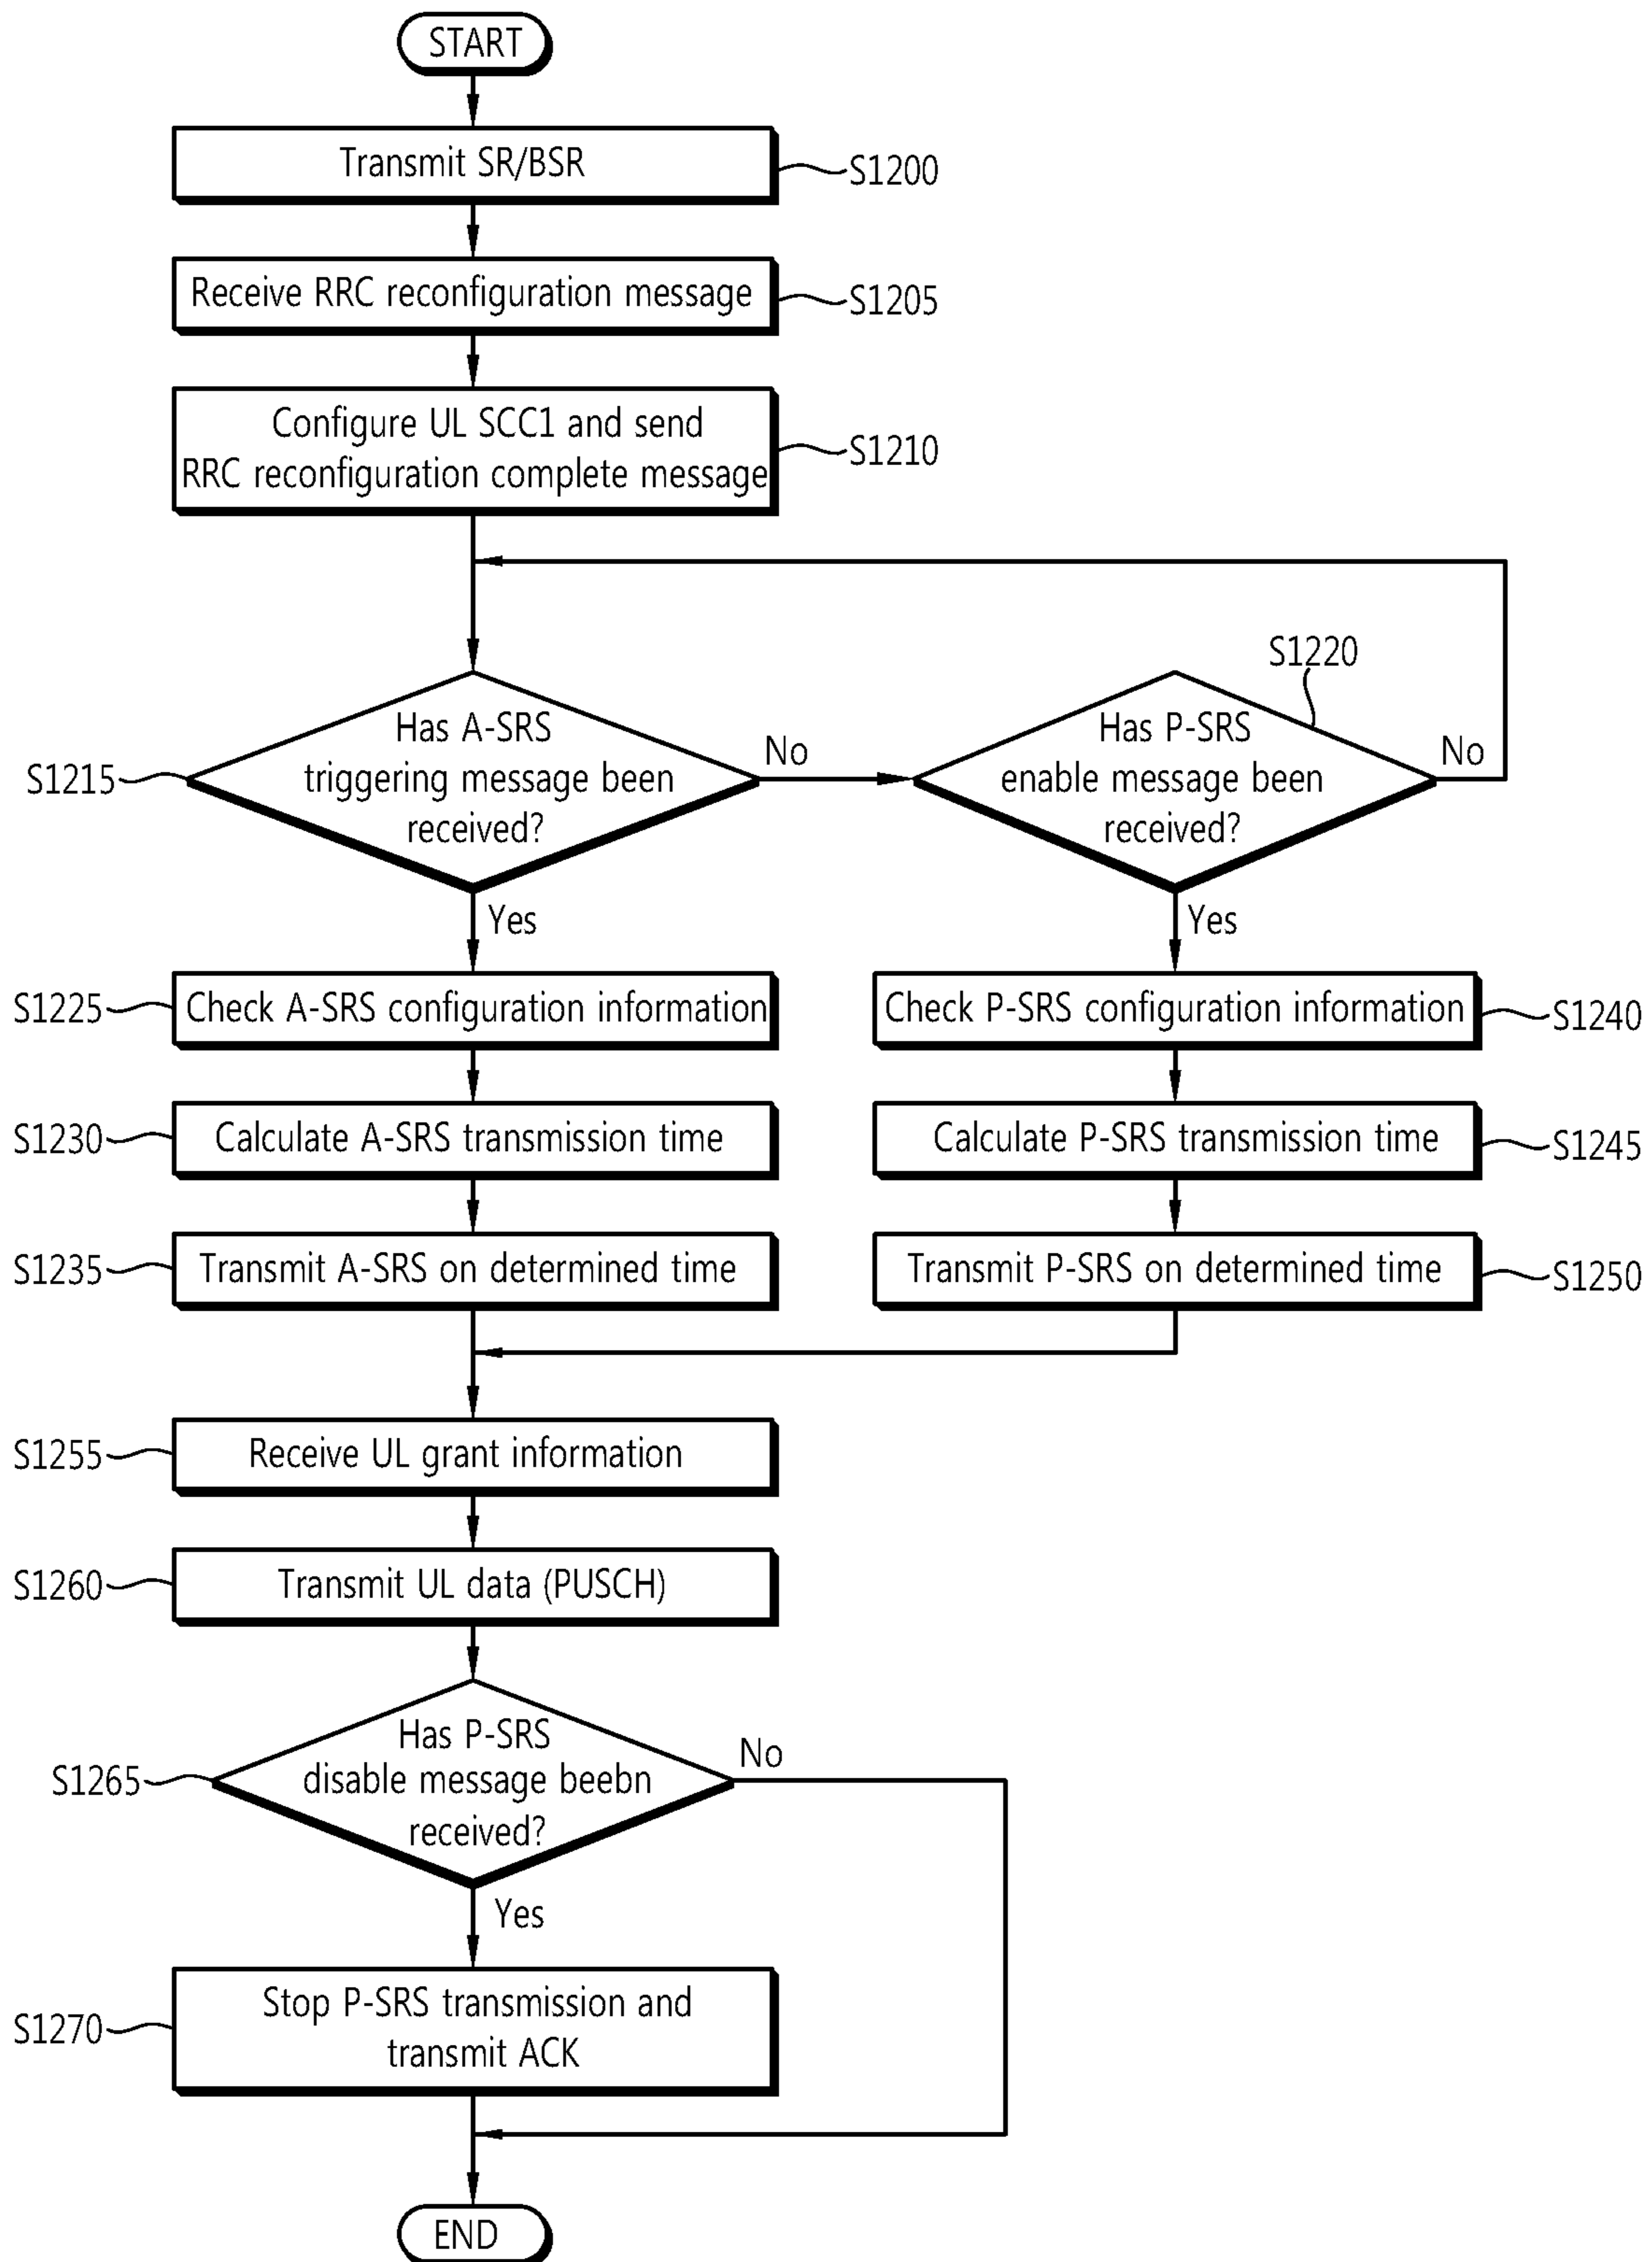 START
Transmit SR/BSR
S1200
Receive RRC reconfiguration message
S1205
Configure UL SCC1 and send
RRC reconfiguration complete message
S1210
S1220
Has A-SRS
triggering message been
received?
S1215
No
Has P-SRS
enable message been
received?
No
Yes
Yes
S1225
Check A-SRS configuration information
Check P-SRS configuration information
S1240
S1230
Calculate A-SRS transmission time
Calculate P-SRS transmission time
S1245
S1235
Transmit A-SRS on determined time
Transmit P-SRS on determined time
S1250
S1255
Receive UL grant information
S1260
Transmit UL data (PUSCH)
Has P-SRS
disable message beebn
received?
S1265
No
Yes
S1270
Stop P-SRS transmission and
transmit ACK
END